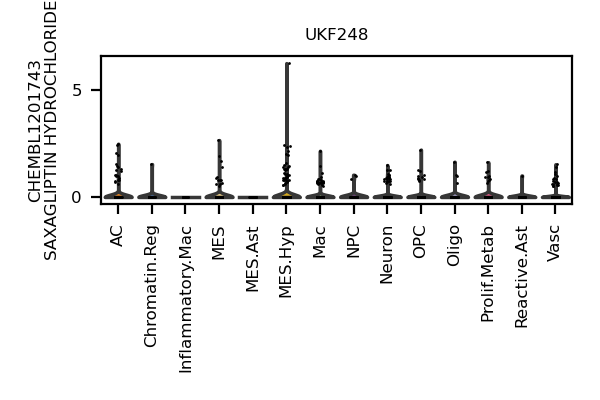 UKF248
CHEMBL1201743
SAXAGLIPTIN HYDROCHLORIDE
5
0
AC
Chromatin.Reg
Inflammatory.Mac
MES
MES.Ast
MES.Hyp
Mac
NPC
Neuron
OPC
Oligo
Prolif.Metab
Reactive.Ast
Vasc